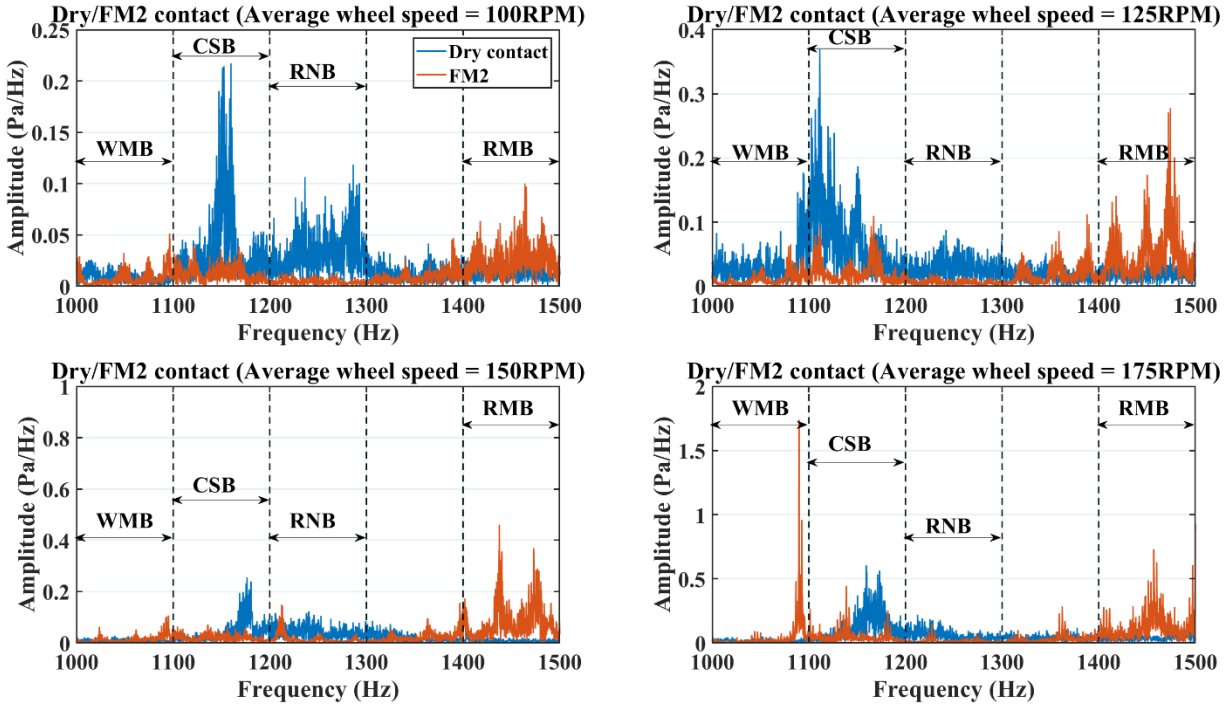 Dry/FM2 contact (Average wheel speed = 100RPM)
0.25
0.2
0.15
0.1
0.05
0
Amplitude (Pa/Hz)
CSB
RNB
WMB
RMB
Dry contact
FM2
1000 1100 1200 1300 1400 1500
Frequency (Hz)
Dry/FM2 contact (Average wheel speed = 125RPM)
0.4
0.3
0.2
0.1
0
Amplitude (Pa/Hz)
CSB
WMB
RNB
RMB
1000 1100 1200 1300 1400 1500
Frequency (Hz)
Dry/FM2 contact (Average wheel speed = 150RPM)
1
0.8
0.6
0.4
0.2
0
Amplitude (Pa/Hz)
RMB
CSB
WMB
RNB
1000 1100 1200 1300 1400 1500
Frequency (Hz)
Dry/FM2 contact (Average wheel speed = 175RPM)
2
1.5
1
0.5
0
Amplitude (Pa/Hz)
WMB
RMB
CSB
RNB
1000 1100 1200 1300 1400 1500
Frequency (Hz)